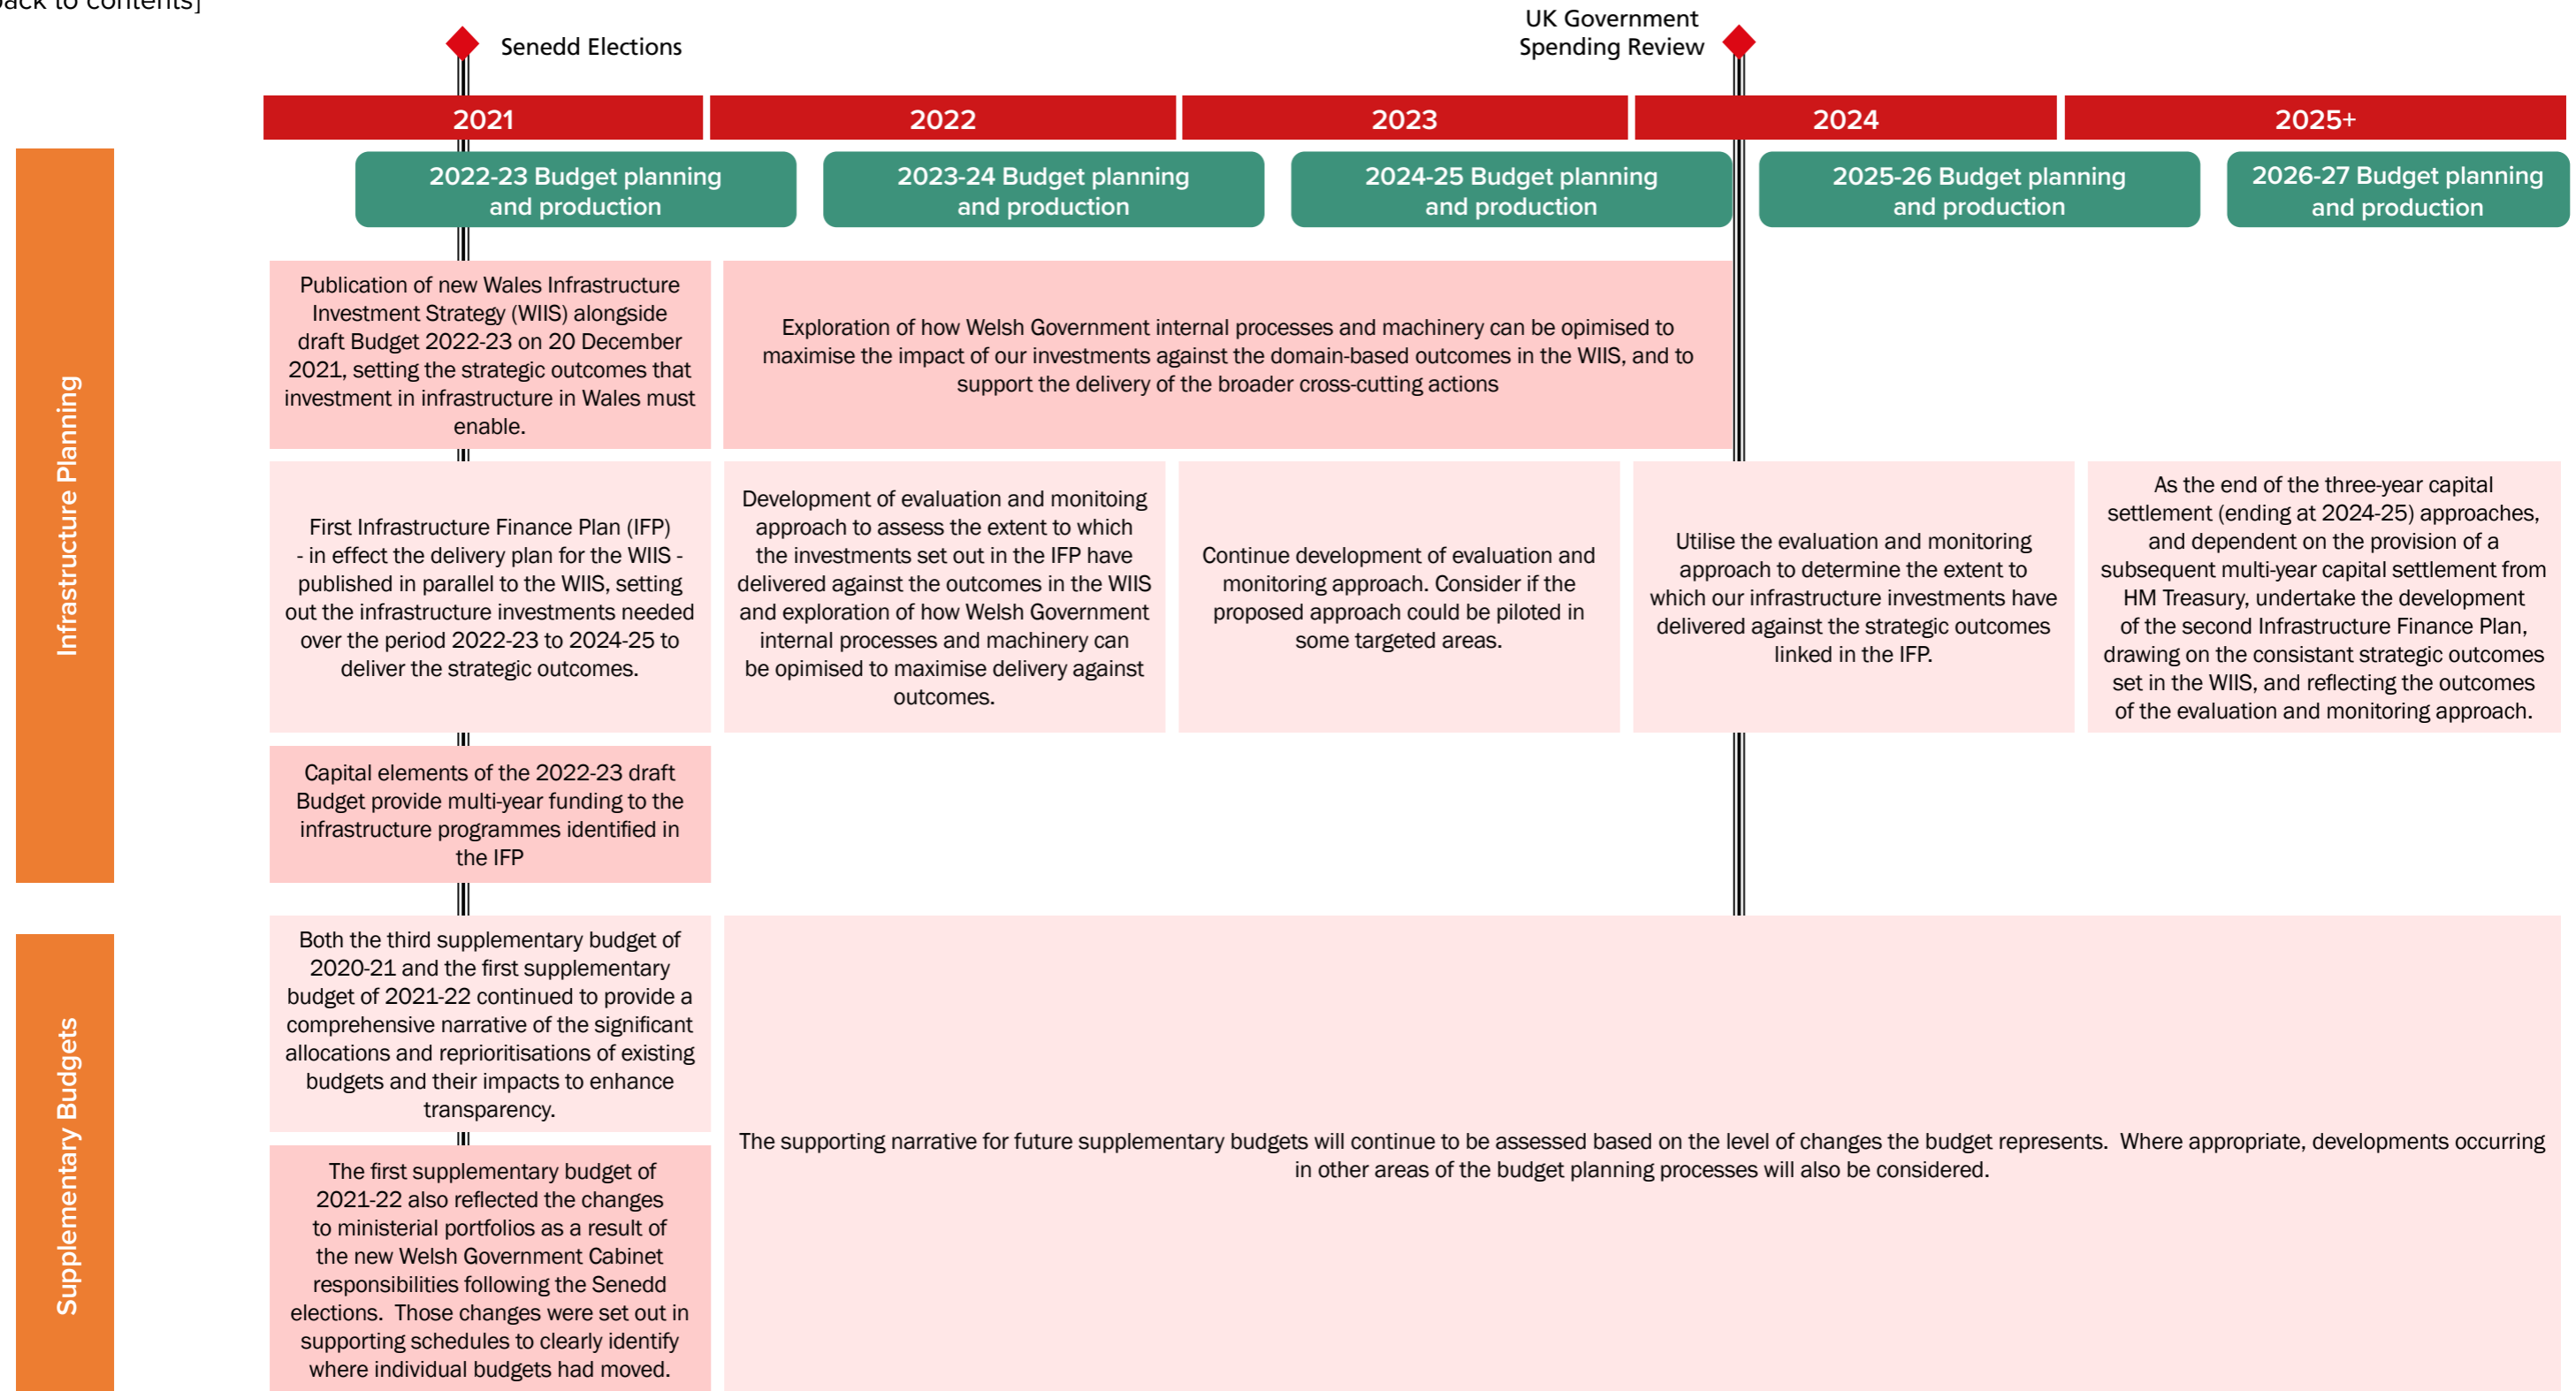 back to contents]
Senedd Elections
UK Government
Spending Review
2021
2022
2023
2024
2025+
2022-23 Budget planning
and production
2023-24 Budget planning
and production
2024-25 Budget planning
and production
2025-26 Budget planning
and production
2026-27 Budget planning
and production
Infrastructure Planning
Publication of new Wales Infrastructure
Investment Strategy (WIIS) alongside
draft Budget 2022-23 on 20 December
2021, setting the strategic outcomes that
investment in infrastructure in Wales must
enable.
Exploration of how Welsh Government internal processes and machinery can be opimised to
maximise the impact of our investments against the domain-based outcomes in the WIIS, and to
support the delivery of the broader cross-cutting actions
First Infrastructure Finance Plan (IFP)
- in effect the delivery plan for the WIIS -
published in parallel to the WIIS, setting
out the infrastructure investments needed
over the period 2022-23 to 2024-25 to
deliver the strategic outcomes.
Development of evaluation and monitoing
approach to assess the extent to which
the investments set out in the IFP have
delivered against the outcomes in the WIIS
and exploration of how Welsh Government
internal processes and machinery can
be opimised to maximise delivery against
outcomes.
Continue development of evaluation and
monitoring approach. Consider if the
proposed approach could be piloted in
some targeted areas.
Utilise the evaluation and monitoring
approach to determine the extent to
which our infrastructure investments have
delivered against the strategic outcomes
linked in the IFP.
As the end of the three-year capital
settlement (ending at 2024-25) approaches,
and dependent on the provision of a
subsequent multi-year capital settlement from
HM Treasury, undertake the development
of the second Infrastructure Finance Plan,
drawing on the consistant strategic outcomes
set in the WIIS, and reflecting the outcomes
of the evaluation and monitoring approach.
Capital elements of the 2022-23 draft
Budget provide multi-year funding to the
infrastructure programmes identified in
the IFP
Supplementary Budgets
Both the third supplementary budget of
2020-21 and the first supplementary
budget of 2021-22 continued to provide a
comprehensive narrative of the significant
allocations and reprioritisations of existing
budgets and their impacts to enhance
transparency.
The first supplementary budget of
2021-22 also reflected the changes
to ministerial portfolios as a result of
the new Welsh Government Cabinet
responsibilities following the Senedd
elections.  Those changes were set out in
supporting schedules to clearly identify
where individual budgets had moved.
The supporting narrative for future supplementary budgets will continue to be assessed based on the level of changes the budget represents.  Where appropriate, developments occurring
in other areas of the budget planning processes will also be considered.